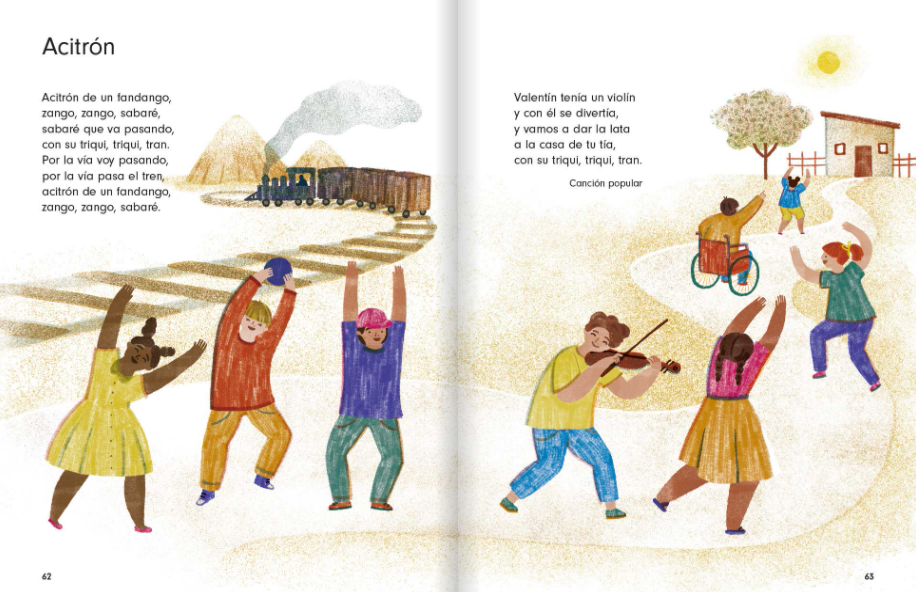 Acitrón
Acitrón de un fandango,
zango, zango, sabaré,
sabaré que va pasando,
con su triqui, triqui, tran.
Por la vía voy pasando,
por la vía pasa el tren,
acitrón de un fandango,
zango, zango, sabaré.
62
Valentín tenía un violín
y con él se divertía,
y vamos a dar la lata
a la casa de tu tía,
con su triqui, triqui, tran.
Canción popular
63